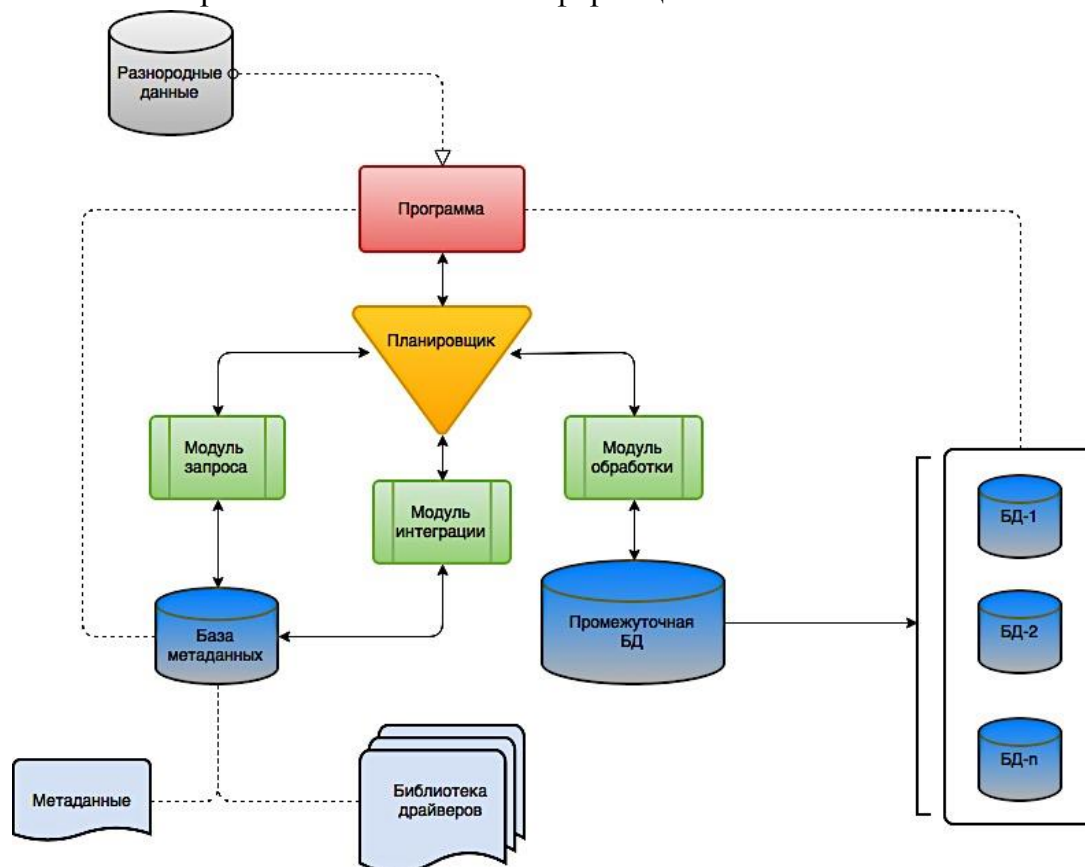 Разнородные
данные
Программа
Планировщик
Модуль
запроса
Модуль
интеграции
Модуль
обработки
База
метаданных
Промежуточная
БД
БД-1
БД-2
БД-n
Метаданные
Библиотека
драйверов